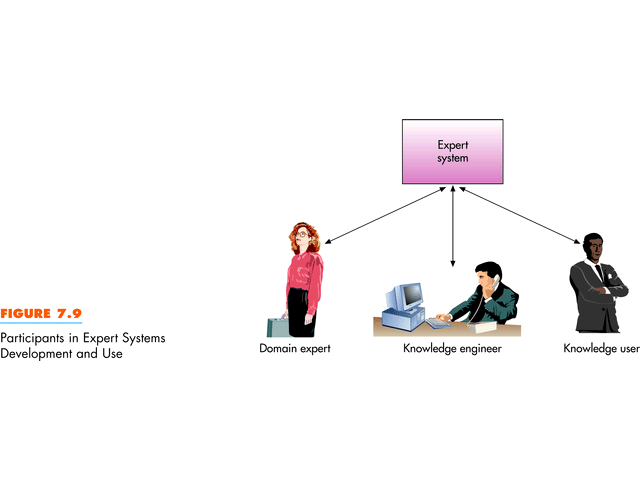 Expert
system
Domain expert
Knowledge engineer
Knowledge user
FIGURE 7.9
Participants in Expert Systems
Development and Use